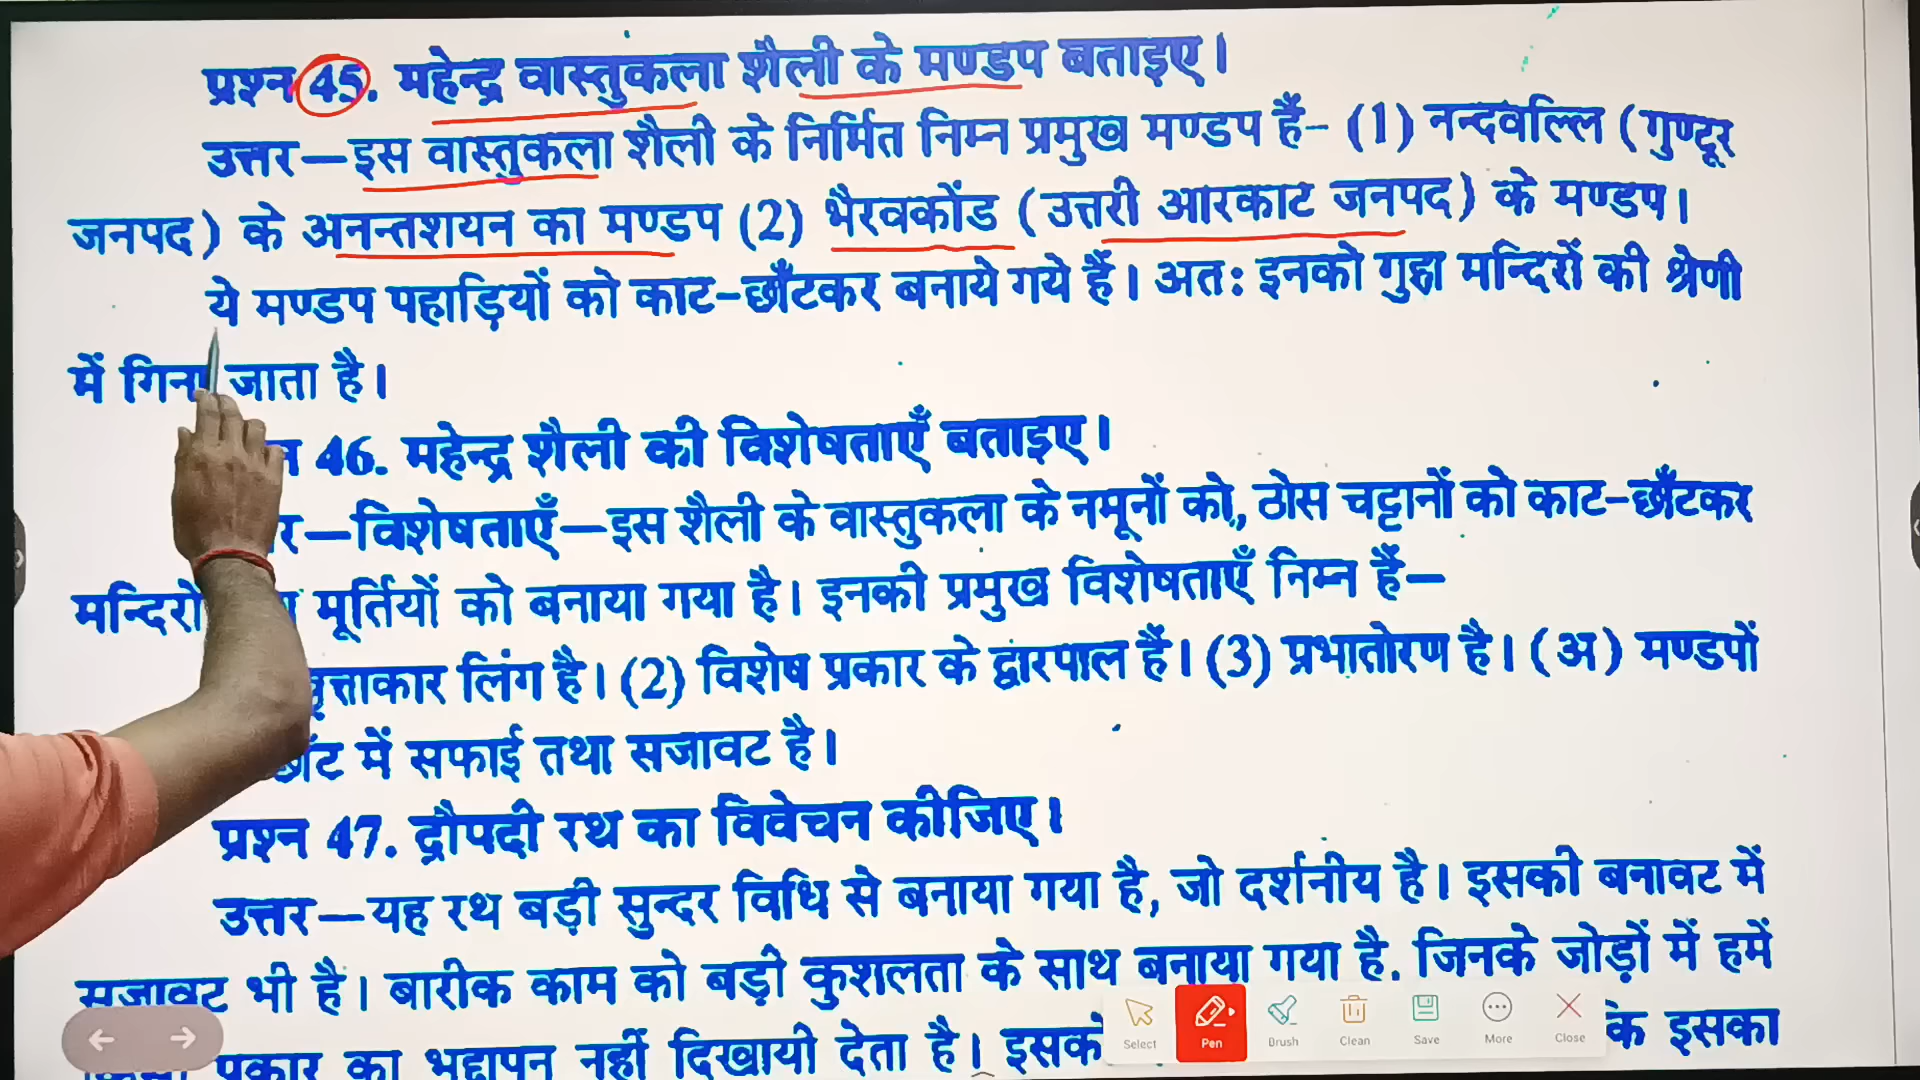 प्रश्न 45. महेन्द्र वास्तुकला शैली के मण्डप बताइए।
उत्तर—इस वास्तुकला शैली के निर्मित निम्न प्रमुख मण्डप हैं– (1) नन्दवल्लि (गुण्टूर
जनपद) के अनन्तशयन का मण्डप (2) भैरवकोंड (उत्तरी आरकाट जनपद) के मण्डप।
ये मण्डप पहाड़ियों को काट-छाँटकर बनाये गये हैं। अतः इनको गुहा मन्दिरों की श्रेणी
में गिना जाता है।
46. महेन्द्र शैली की विशेषताएँ बताइए।
—विशेषताएँ—इस शैली के वास्तुकला के नमूनों को, ठोस चट्टानों को काट-छाँटकर
मूर्तियों को बनाया गया है। इनकी प्रमुख विशेषताएँ निम्न हैं—
वृत्ताकार लिंग है। (2) विशेष प्रकार के द्वारपाल हैं। (3) प्रभातोरण है। (अ) मण्डपों
में सफाई तथा सजावट है।
प्रश्न 47. द्रौपदी रथ का विवेचन कीजिए।
उत्तर—यह रथ बड़ी सुन्दर विधि से बनाया गया है, जो दर्शनीय है। इसकी बनावट में
सजावट भी है। बारीक काम को बड़ी कुशलता के साथ बनाया गया है. जिनके जोड़ों में हमें
प्रकार का भद्दापन नहीं दिखायी देता है। इसका
Select Pen Brush Clean Save More Close